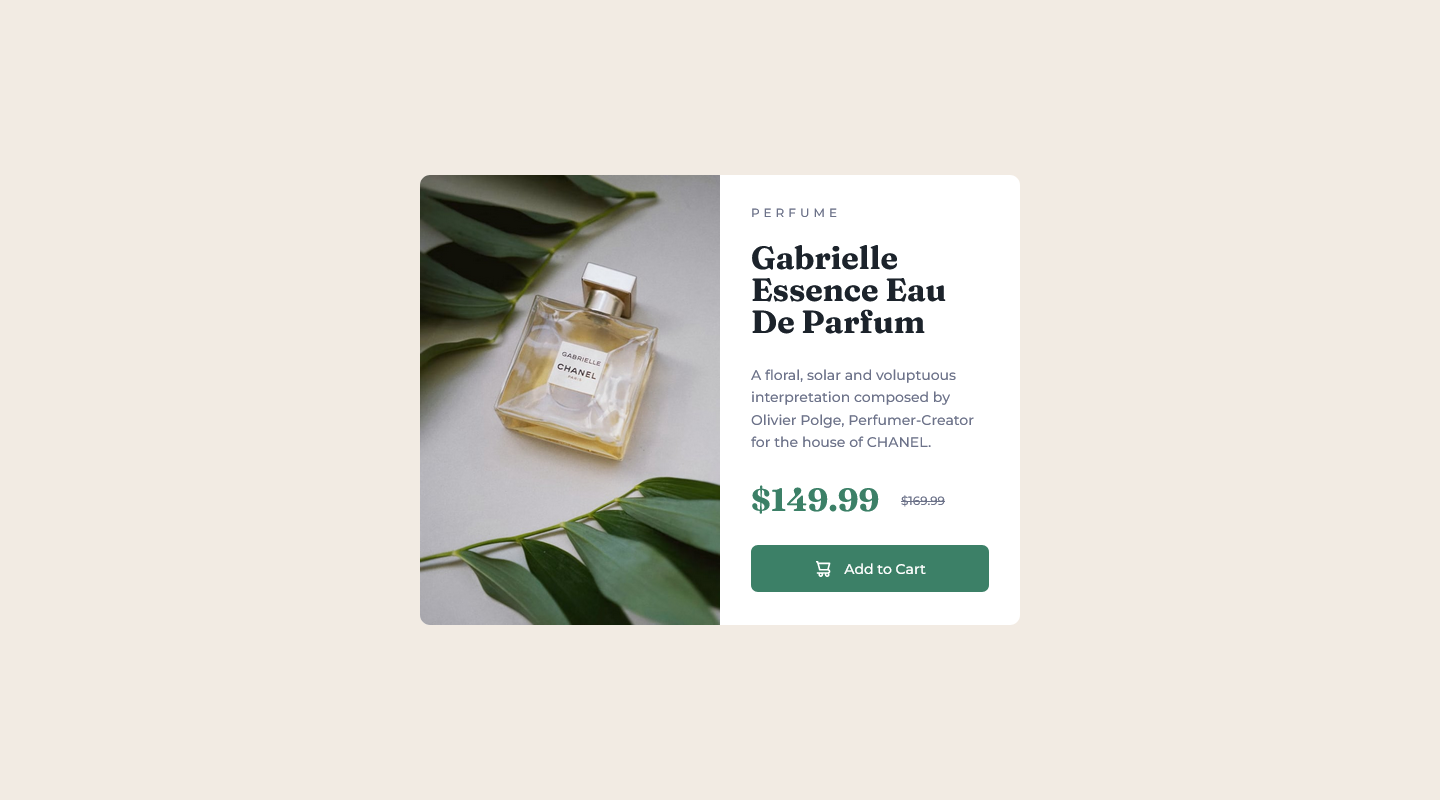 GABRIELLE
CHANEL
PARIS
PERFUME
Gabrielle
Essence Eau
De Parfum
A floral, solar and voluptuous
interpretation composed by
Olivier Polge, Perfumer-Creator
for the house of CHANEL.
$149.99 $169.99
Add to Cart